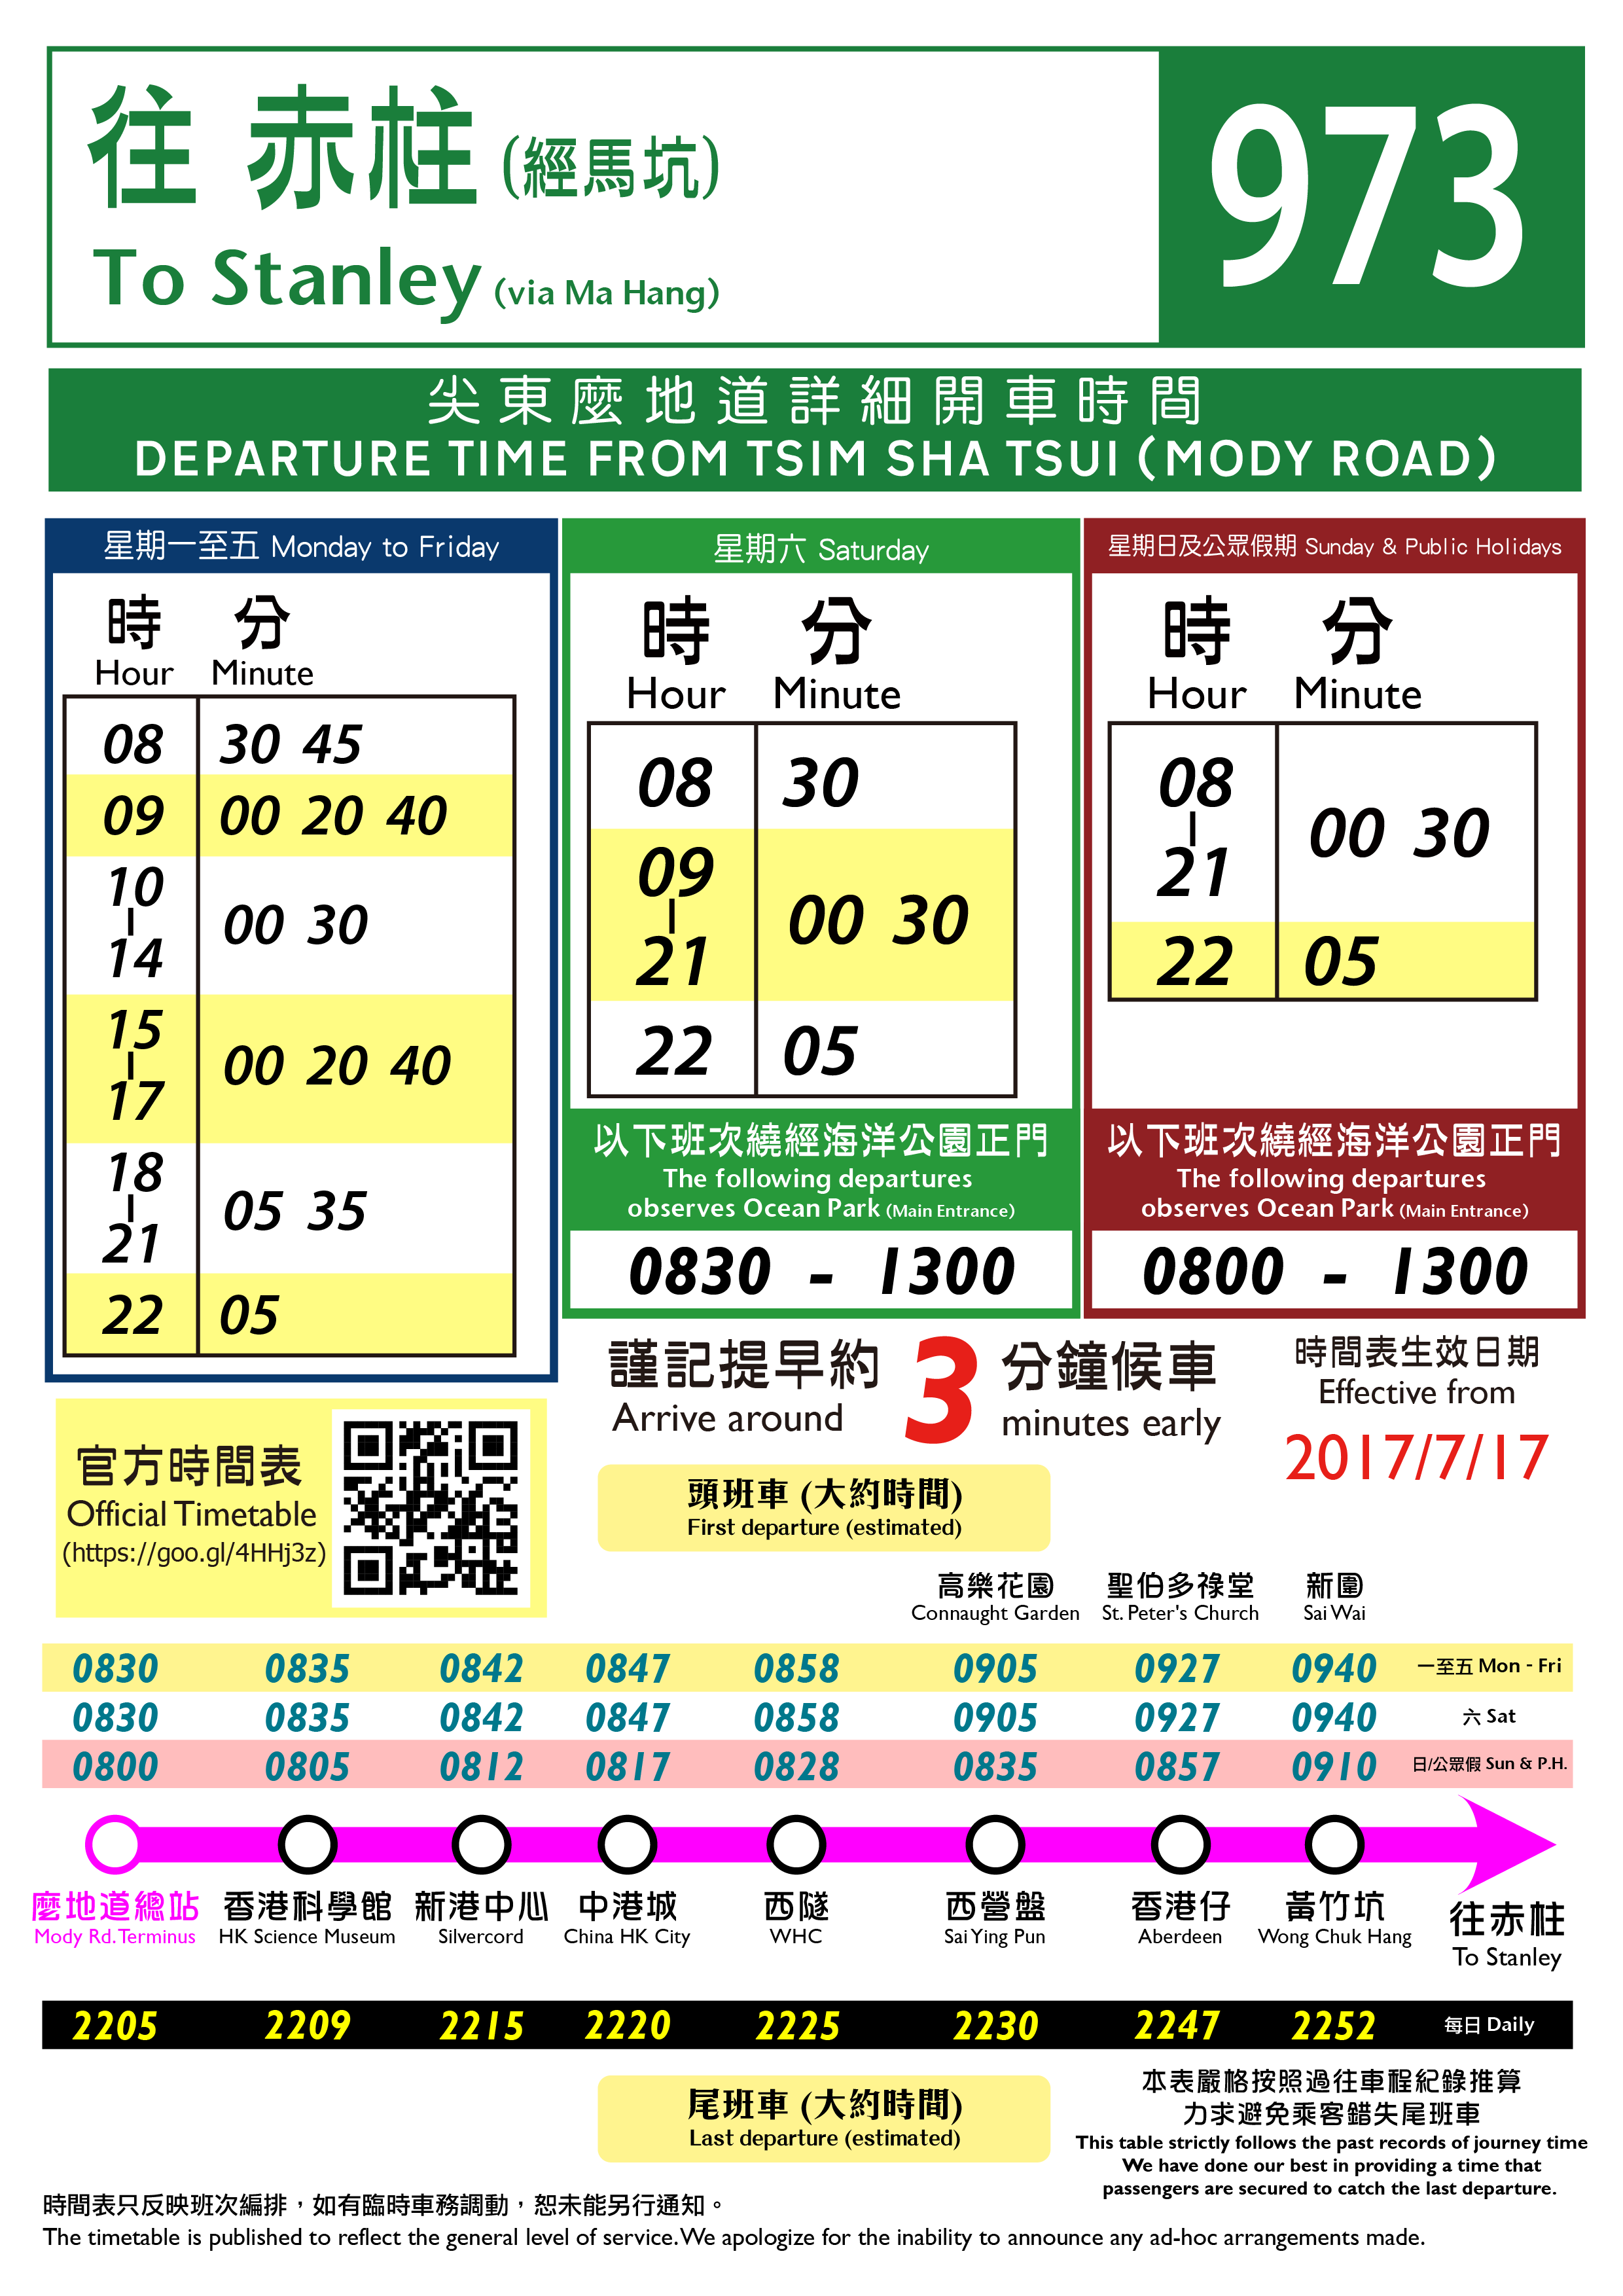 往 赤柱 (經馬坑)
To Stanley (via Ma Hang)
973
尖東麼地道詳細開車時間
DEPARTURE TIME FROM TSIM SHA TSUI (MODY ROAD)
星期一至五 Monday to Friday
時 分
Hour Minute
08 30 45
09 00 20 40
10
|
14
00 30
15
|
17
00 20 40
18
|
21
05 35
22 05
星期六 Saturday
時 分
Hour Minute
08 30
09
|
21
00 30
22 05
以下班次繞經海洋公園正門
The following departures
observes Ocean Park (Main Entrance)
0830 - 1300
星期日及公眾假期 Sunday & Public Holidays
時 分
Hour Minute
08
|
21
00 30
22 05
以下班次繞經海洋公園正門
The following departures
observes Ocean Park (Main Entrance)
0800 - 1300
官方時間表
Official Timetable
(https://goo.gl/4HHj3z)
謹記提早約 3 分鐘候車
Arrive around minutes early
時間表生效日期
Effective from
2017/7/17
頭班車 (大約時間)
First departure (estimated)
高樂花園 聖伯多祿堂 新圍
Connaught Garden St. Peter's Church Sai Wai
0830 0835 0842 0847 0858 0905 0927 0940 一至五 Mon - Fri
0830 0835 0842 0847 0858 0905 0927 0940 六 Sat
0800 0805 0812 0817 0828 0835 0857 0910 日/公眾假 Sun & P.H.
麼地道總站 香港科學館 新港中心 中港城 西隧 西營盤 香港仔 黃竹坑 往赤柱
Mody Rd. Terminus HK Science Museum Silvercord China HK City WHC Sai Ying Pun Aberdeen Wong Chuk Hang To Stanley
2205 2209 2215 2220 2225 2230 2247 2252 每日 Daily
尾班車 (大約時間)
Last departure (estimated)
本表嚴格按照過往車程紀錄推算
力求避免乘客錯失尾班車
This table strictly follows the past records of journey time
We have done our best in providing a time that
passengers are secured to catch the last departure.
時間表只反映班次編排，如有臨時車務調動，恕未能另行通知。
The timetable is published to reflect the general level of service. We apologize for the inability to announce any ad-hoc arrangements made.